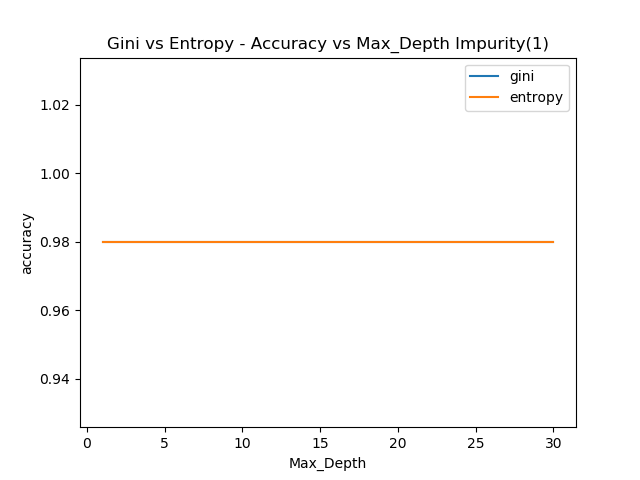 Gini vs Entropy - Accuracy vs Max_Depth Impurity(1)
gini
entropy
1.02
1.00
0.98
0.96
0.94
accuracy
0 5 10 15 20 25 30
Max_Depth